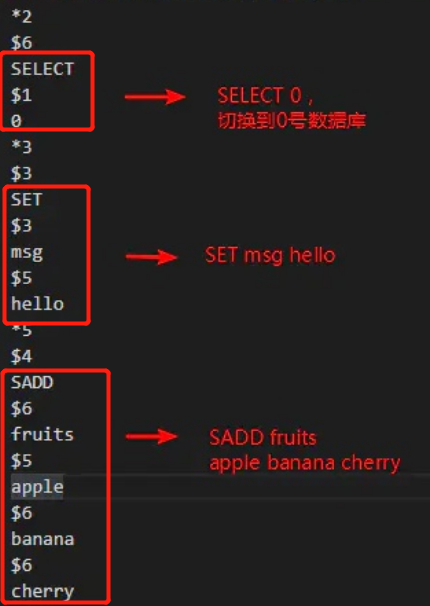 *2
$6
SELECT
$1
0
SELECT 0，
切换到0号数据库
*3
$3
SET
$3
msg
$5
hello
SET msg hello
*5
$4
SADD
$6
fruits
$5
apple
$6
banana
$6
cherry
SADD fruits
apple banana cherry